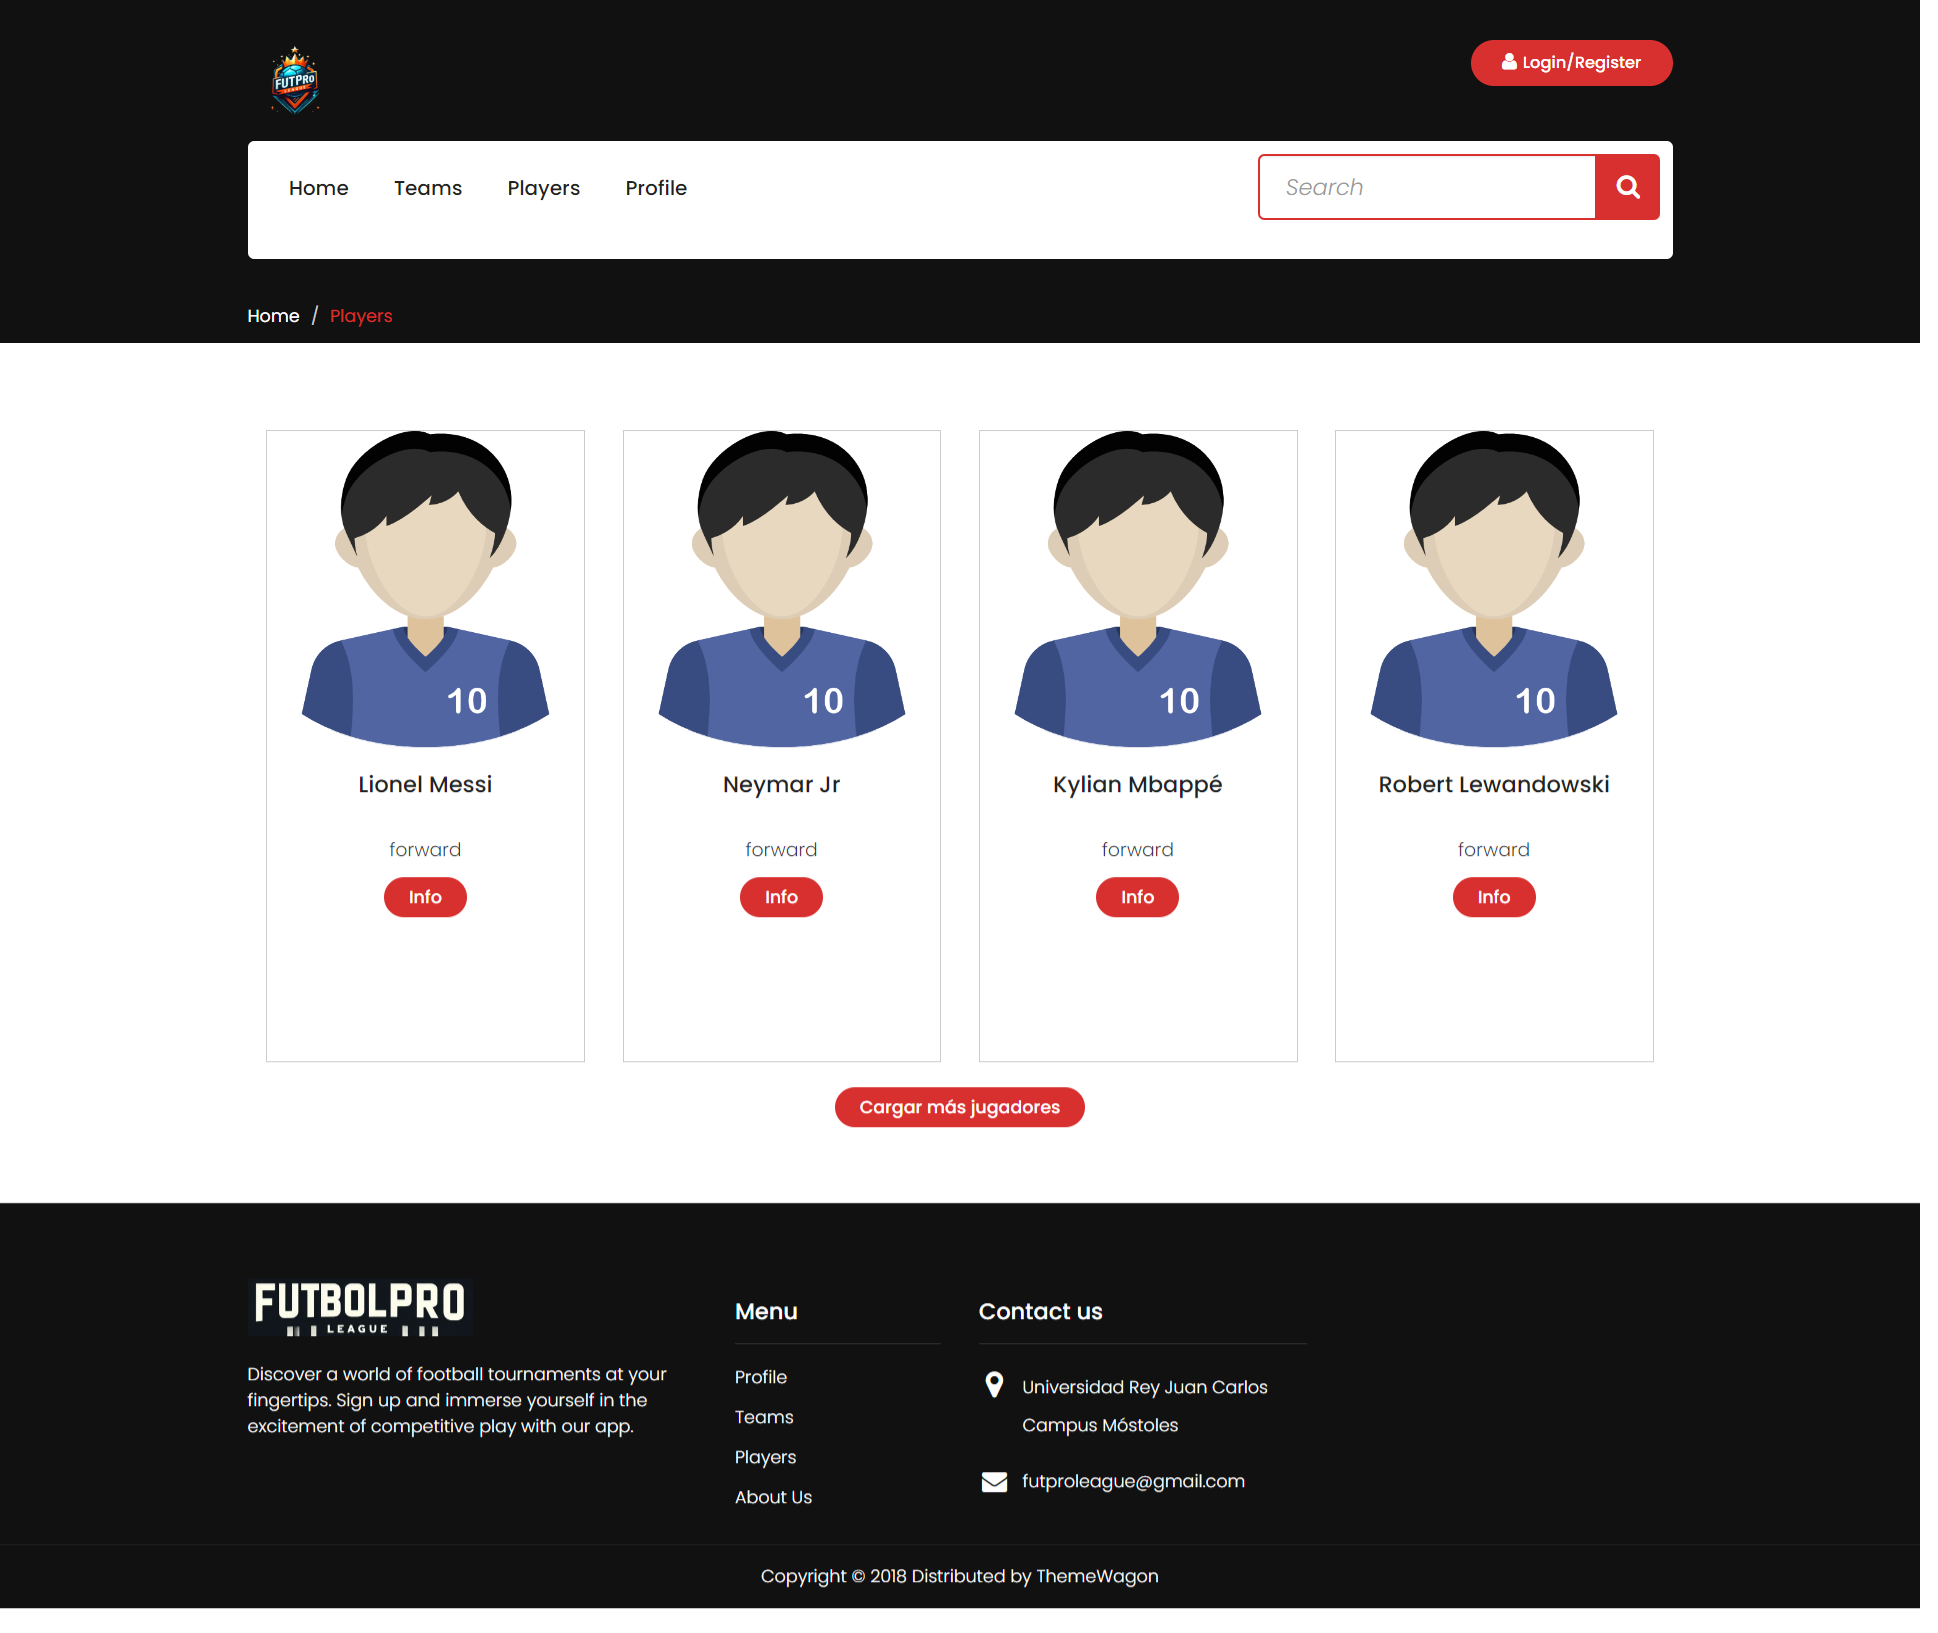 FUTPRO
LEAGUE
Login/Register
Home Teams Players Profile
Search
Home / Players
10 10 10 10
Lionel Messi Neymar Jr Kylian Mbappé Robert Lewandowski
forward forward forward forward
Info Info Info Info
Cargar más jugadores
FUTBOLPRO
LEAGUE
Discover a world of football tournaments at your
fingertips. Sign up and immerse yourself in the
excitement of competitive play with our app.
Menu
Profile
Teams
Players
About Us
Contact us
Universidad Rey Juan Carlos
Campus Móstoles
futproleague@gmail.com
Copyright © 2018 Distributed by ThemeWagon